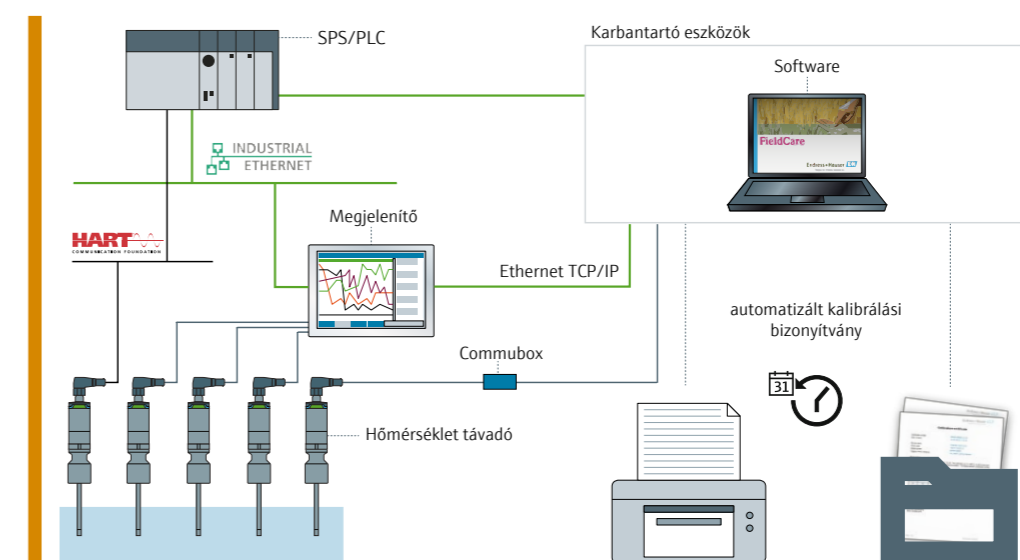 SPS/PLC
Karbantartó eszközök
Software
FieldCare
Endress+Hauser
INDUSTRIAL
ETHERNET
Megjelenítő
HART
COMMUNICATION FOUNDATION
Ethernet TCP/IP
automatizált kalibrálási
bizonyítvány
Commubox
31
Hőmérséklet távadó